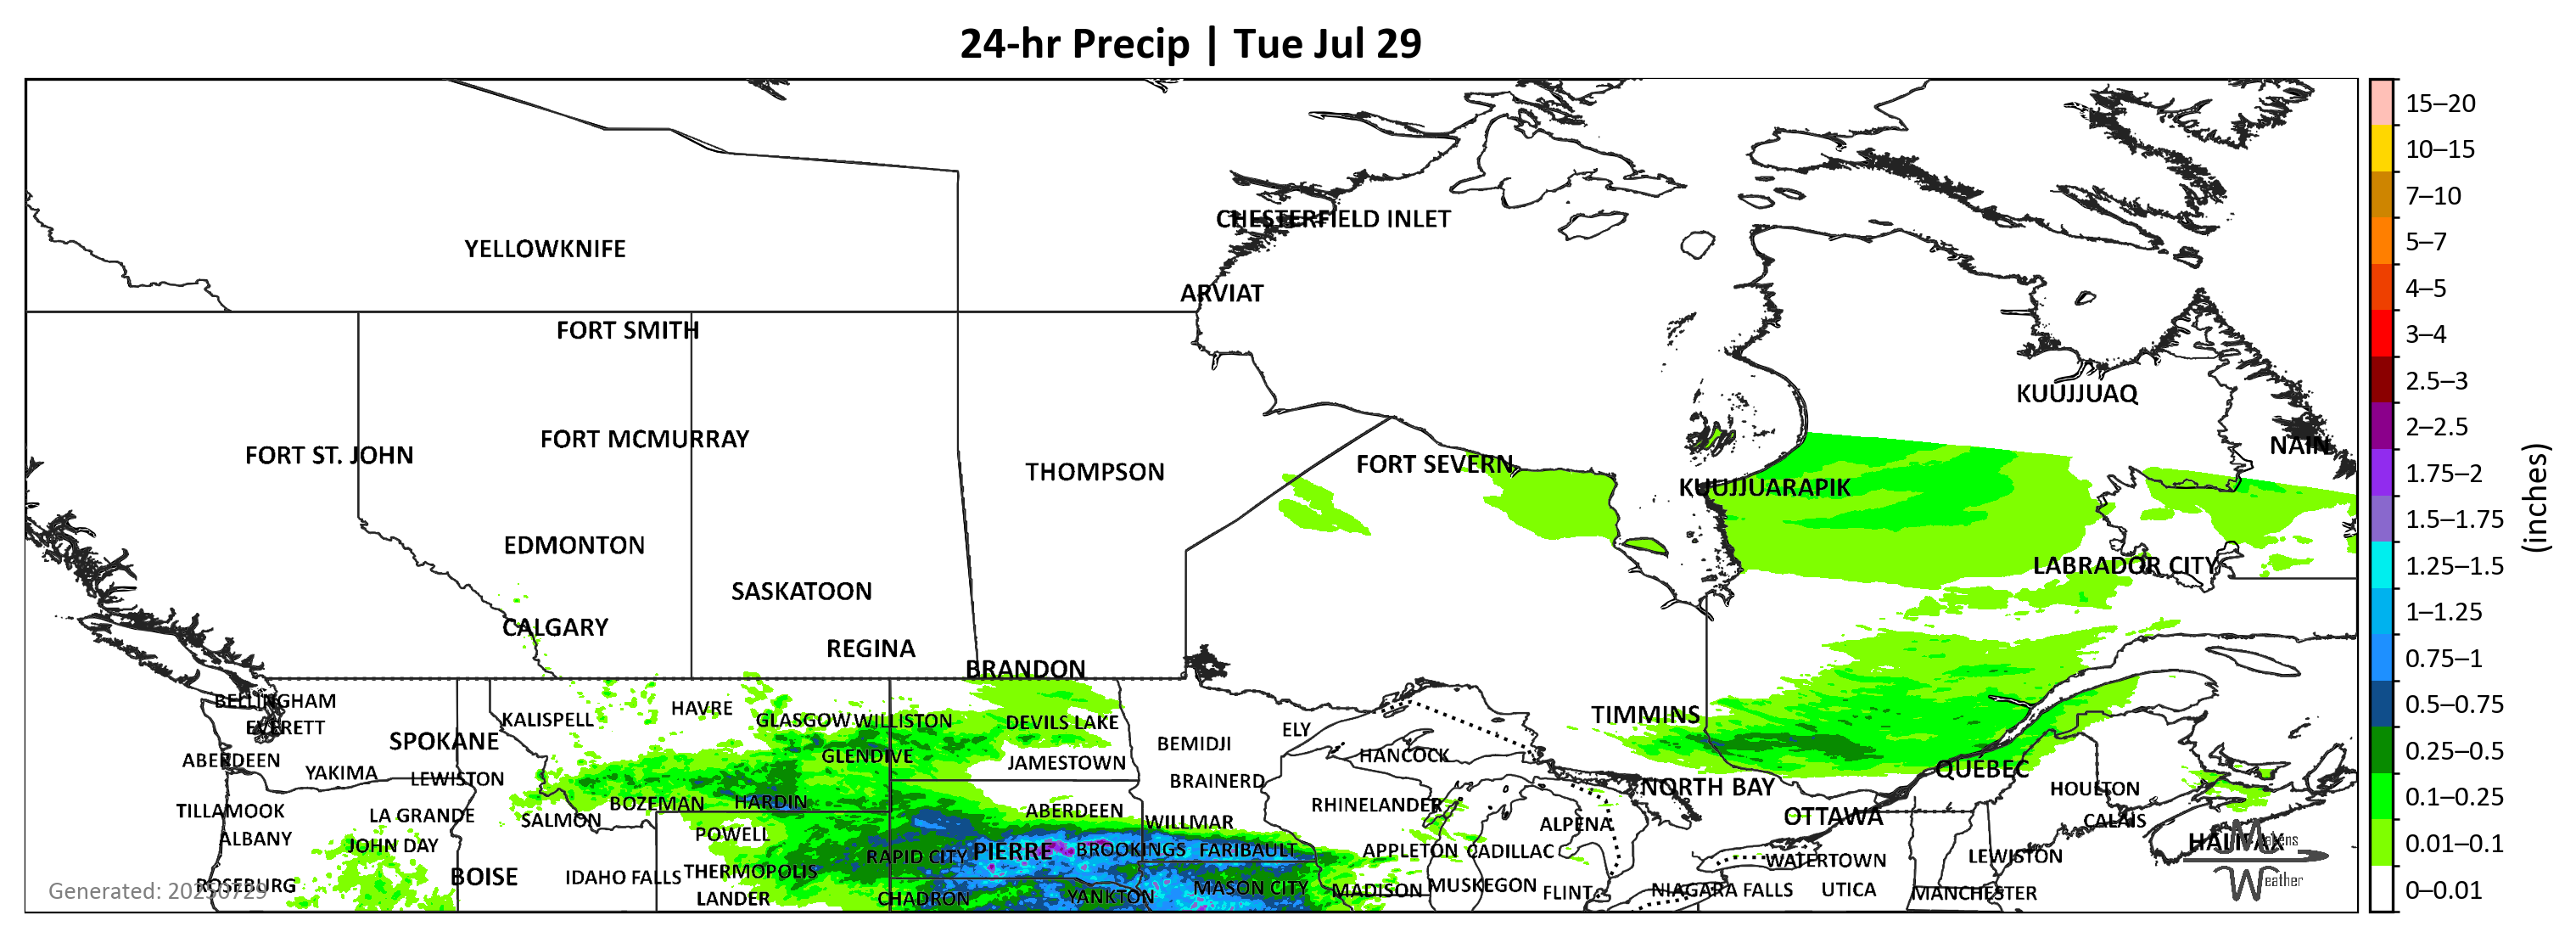 24-hr Precip | Tue Jul 29
CHESTERFIELD INLET
YELLOWKNIFE
ARVIAT
FORT SMITH
KUUJJUAQ
FORT MCMURRAY
NAIN
FORT ST. JOHN
FORT SEVERN
THOMPSON
KUUJJUARAPIK
EDMONTON
LABRADOR CITY
SASKATOON
CALGARY
REGINA
BRANDON
BELLINGHAM
HAVRE
KALISPELL
GLASGOW WILLISTON
DEVILS LAKE
TIMMINS
EVERETT
ELY
SPOKANE
BEMIDJI
GLENDIVE
HANCOCK
ABERDEEN
JAMESTOWN
QUÉBEC
YAKIMA
LEWISTON
BRAINERD
NORTH BAY
HOULTON
BOZEMAN
HARDIN
RHINELANDER
TILLAMOOK
ABERDEEN
LA GRANDE
OTTAWA
SALMON
WILLMAR
ALPENA
CALAIS
ALBANY
POWELL
JOHN DAY
HALIFAX
RAPID CITY
PIERRE
BROOKINGS
FARIBAULT
APPLETON
CADILLAC
WATERTOWN
LEWISTON
BOISE
IDAHO FALLS
THERMOPOLIS
ROSEBURG
MASON CITY
MADISON
MUSKEGON
FLINT
NIAGARA FALLS
UTICA
MANCHESTER
LANDER
CHADRON
YANKTON
Generated: 20250729
Weather
15–20
10–15
7–10
5–7
4–5
3–4
2.5–3
2–2.5
1.75–2
1.5–1.75
1.25–1.5
1–1.25
0.75–1
0.5–0.75
0.25–0.5
0.1–0.25
0.01–0.1
0–0.01
(inches)